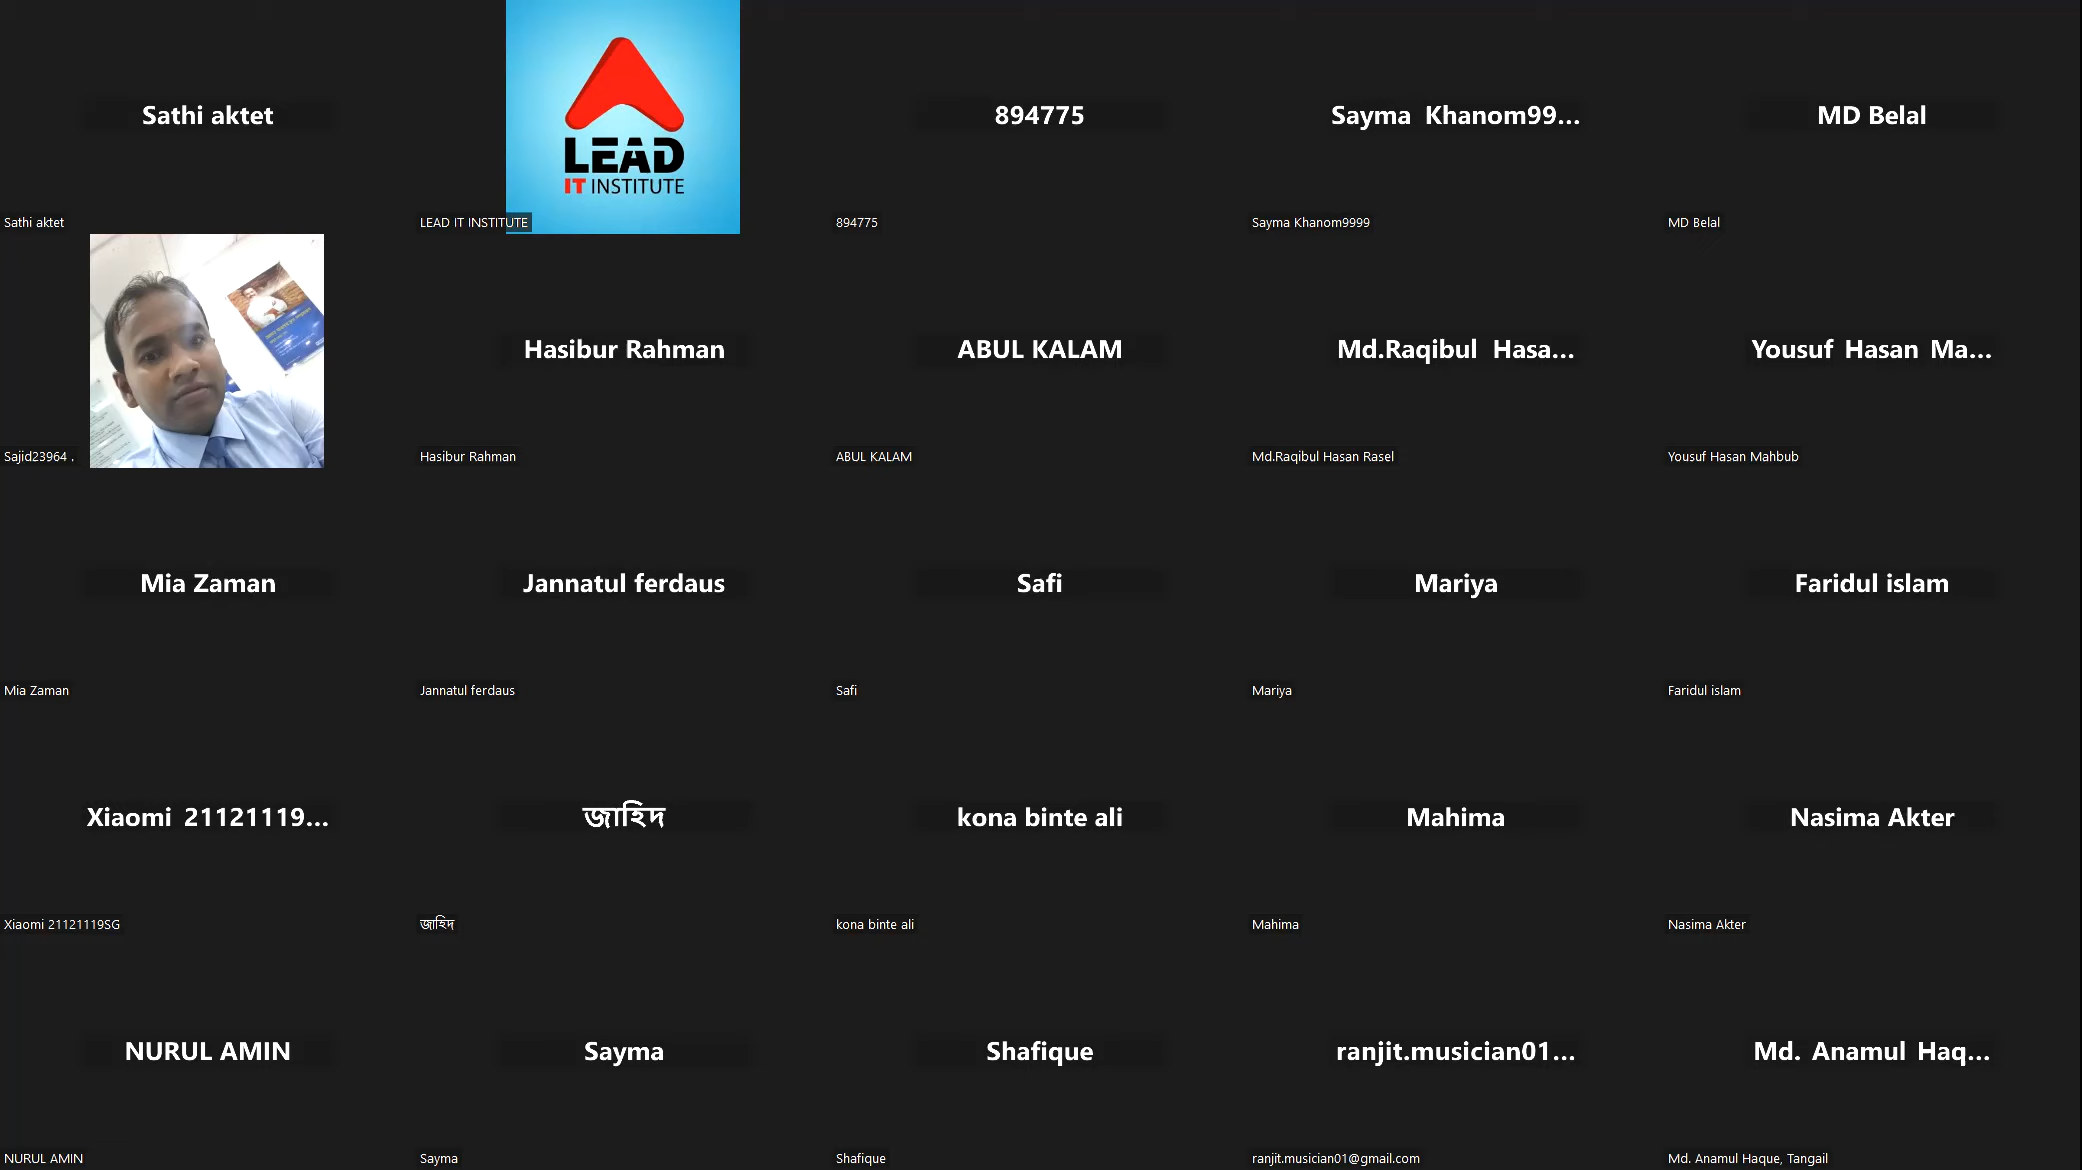 Sathi aktet
Sathi aktet
LEAD
IT INSTITUTE
LEAD IT INSTITUTE
894775
894775
Sayma Khanom99...
Sayma Khanom9999
MD Belal
MD Belal
Sajid23964 .
Hasibur Rahman
Hasibur Rahman
ABUL KALAM
ABUL KALAM
Md.Raqibul Hasa...
Md.Raqibul Hasan Rasel
Yousuf Hasan Ma...
Yousuf Hasan Mahbub
Mia Zaman
Mia Zaman
Jannatul ferdaus
Jannatul ferdaus
Safi
Safi
Mariya
Mariya
Faridul islam
Faridul islam
Xiaomi 21121119...
Xiaomi 21121119SG
জাহিদ
জাহিদ
kona binte ali
kona binte ali
Mahima
Mahima
Nasima Akter
Nasima Akter
NURUL AMIN
NURUL AMIN
Sayma
Sayma
Shafique
Shafique
ranjit.musician01...
ranjit.musician01@gmail.com
Md. Anamul Haq...
Md. Anamul Haque, Tangail